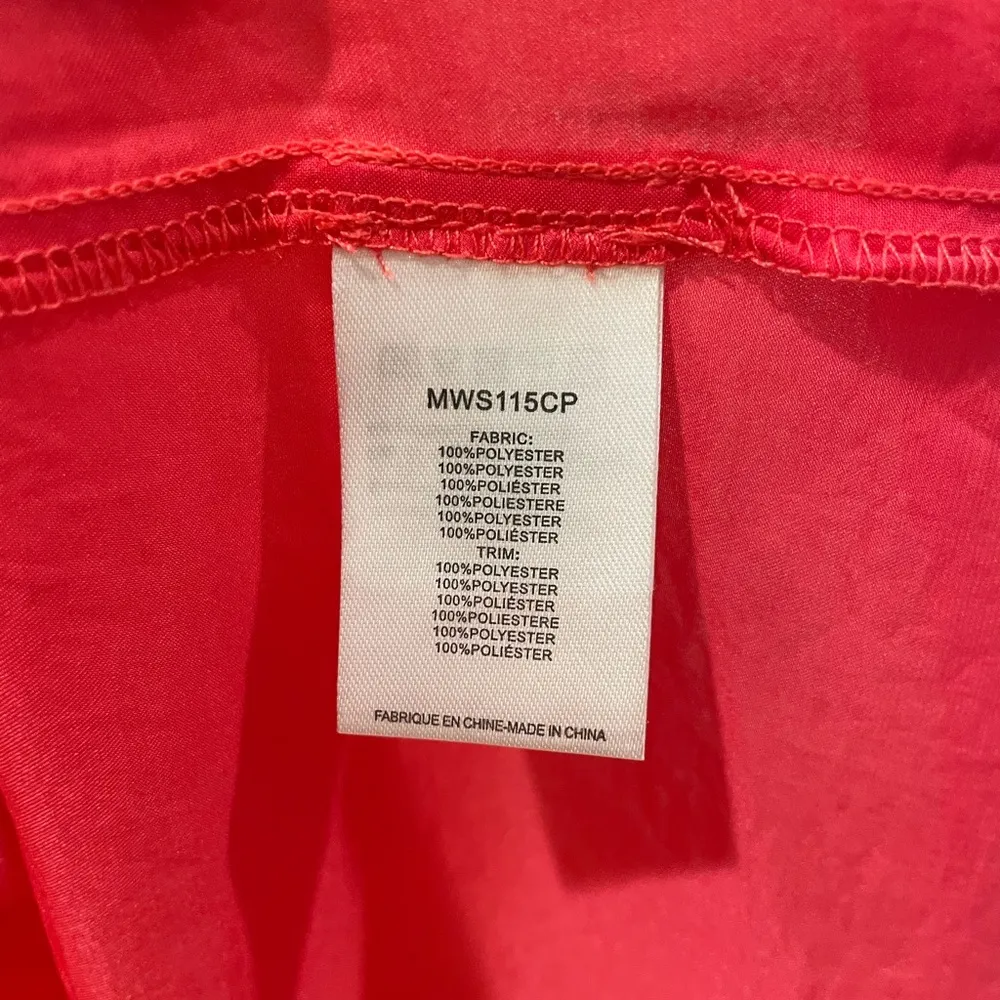 MWS115CP
FABRIC:
100%POLYESTER
100%POLYESTER
100%POLIÉSTER
100%POLIESTERE
100%POLYESTER
100%POLIÉSTER
TRIM:
100%POLYESTER
100%POLYESTER
100%POLIÉSTER
100%POLIESTERE
100%POLYESTER
100%POLIÉSTER
FABRIQUE EN CHINE-MADE IN CHINA